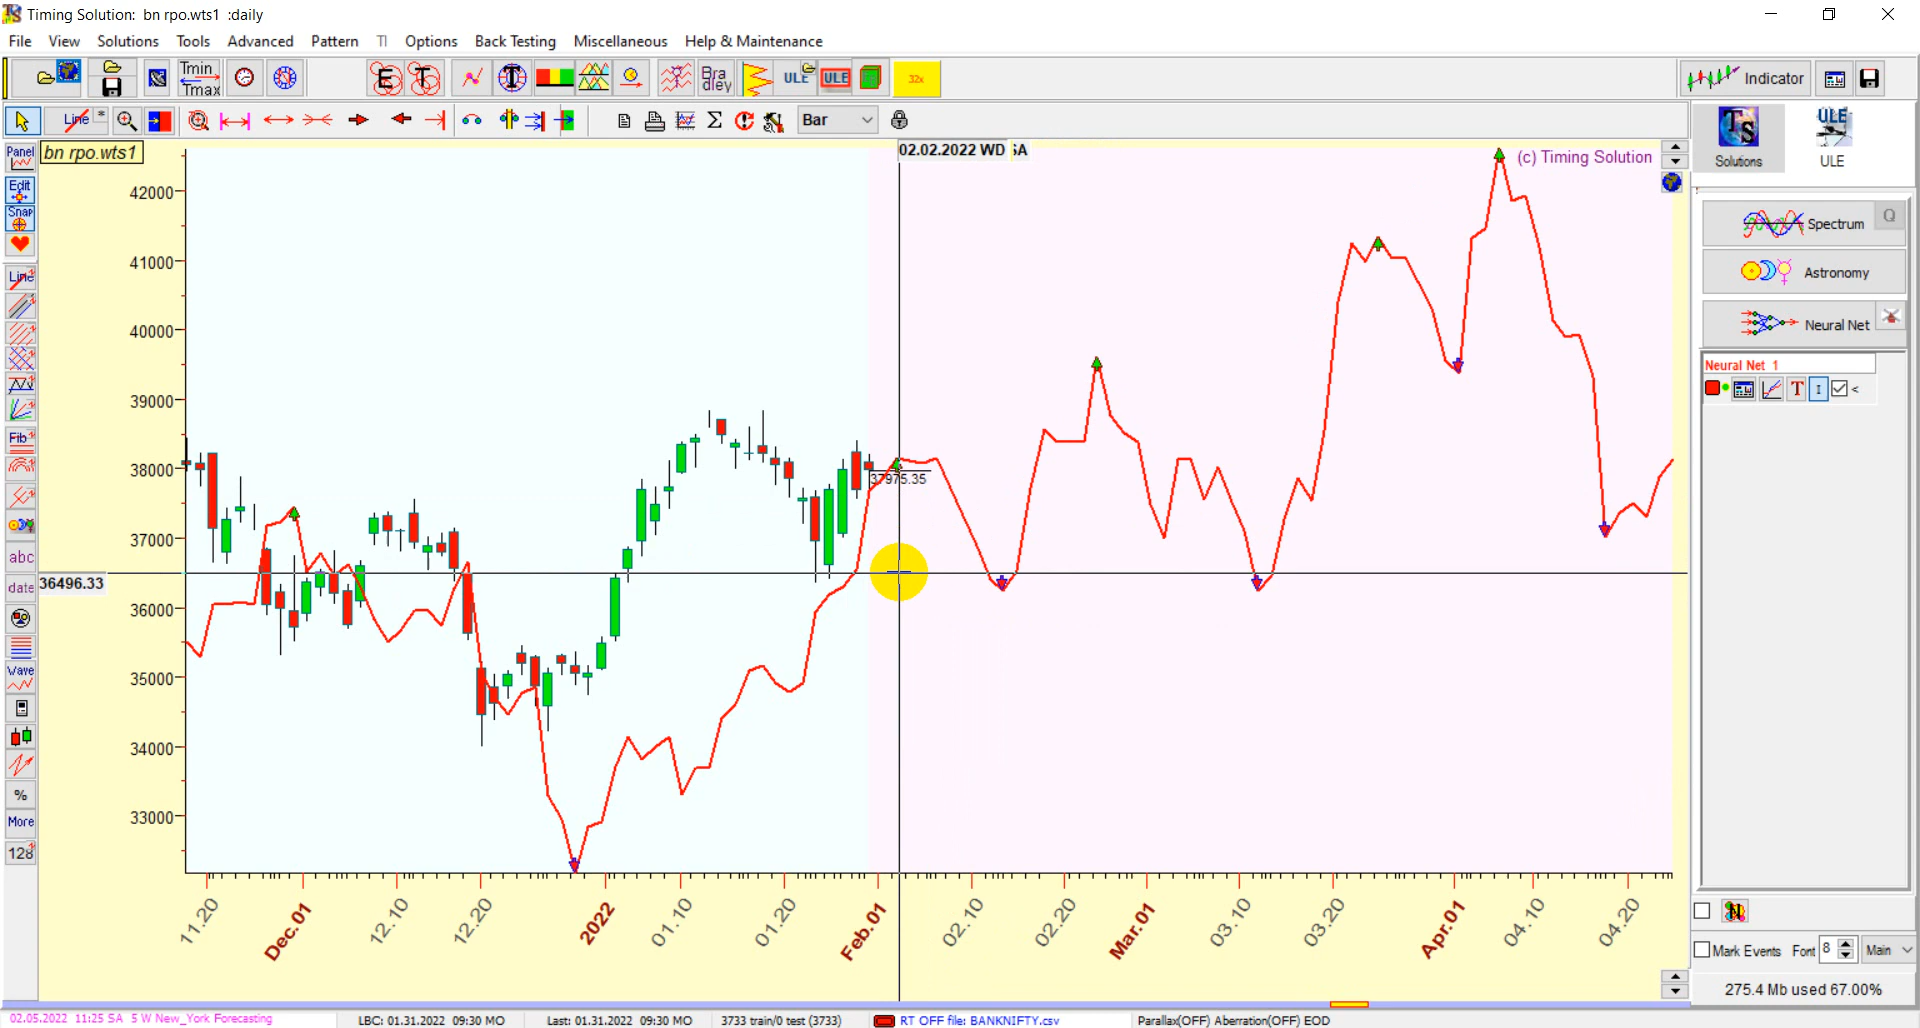 Timing Solution:  bn rpo.wts1  :daily
File View Solutions Tools Advanced Pattern TI Options Back Testing Miscellaneous Help & Maintenance
Tmin
Tmax
E T T
Bra
dley
ULE ULE
32x
Indicator
Line *
Bar
Panel
bn rpo.wts1
02.02.2022 WD
SA
(c) Timing Solution
Solutions
ULE
Edit
Snap
Line
Fib
abc
date
Wave
%
More
128
42000
41000
40000
39000
38000
37000
36000
35000
34000
33000
37975.35
36496.33
11.20
Dec.01
12.10
12.20
2022
01.10
01.20
Feb.01
02.10
02.20
Mar.01
03.10
03.20
Apr.01
04.10
04.20
Spectrum
Q
Astronomy
Neural Net
Neural Net 1
T I <
Mark Events Font 8 Main
275.4 Mb used 67.00%
02.05.2022 11:25 SA 5 W New_York Forecasting
LBC: 01.31.2022 09:30 MO
Last: 01.31.2022 09:30 MO
3733 train/0 test (3733)
RT OFF file: BANKNIFTY.csv
Parallax(OFF) Aberration(OFF) EOD